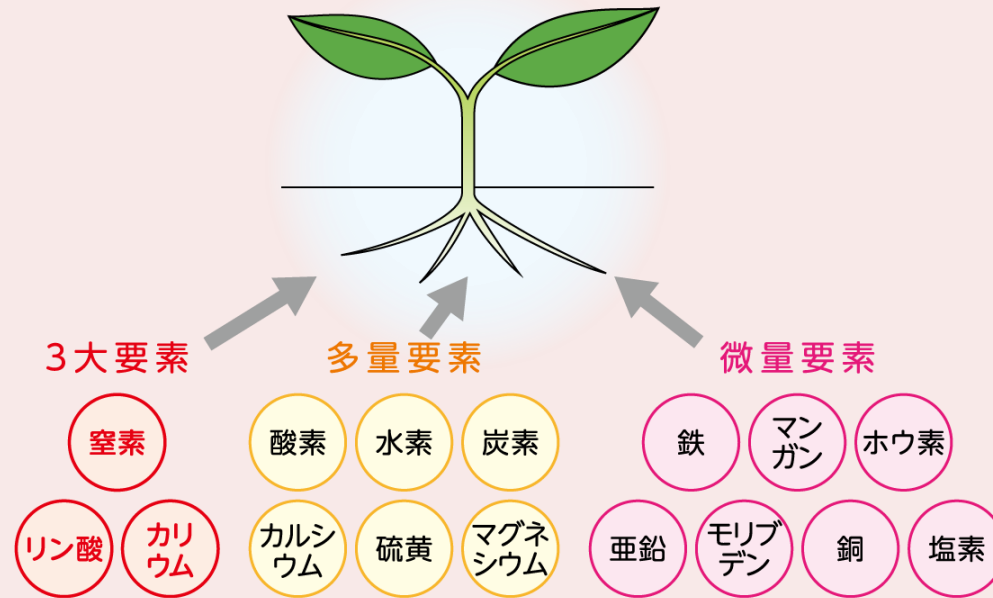 3大要素
窒素
リン酸
カリ
ウム
多量要素
酸素
水素
炭素
カルシ
ウム
硫黄
マグネ
シウム
微量要素
鉄
マン
ガン
ホウ素
亜鉛
モリブ
デン
銅
塩素